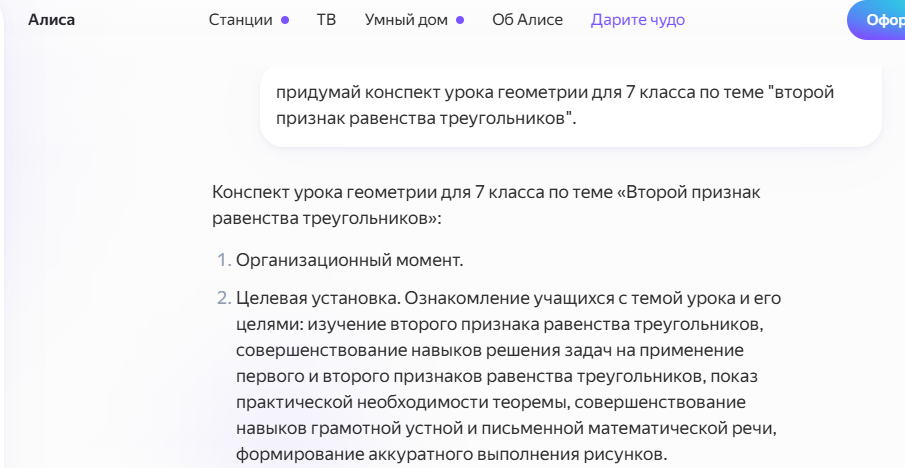 Алиса Станции ТВ Умный дом Об Алисе Дарите чудо Офор
придумай конспект урока геометрии для 7 класса по теме "второй
признак равенства треугольников".
Конспект урока геометрии для 7 класса по теме «Второй признак
равенства треугольников»:
1. Организационный момент.
2. Целевая установка. Ознакомление учащихся с темой урока и его
целями: изучение второго признака равенства треугольников,
совершенствование навыков решения задач на применение
первого и второго признаков равенства треугольников, показ
практической необходимости теоремы, совершенствование
навыков грамотной устной и письменной математической речи,
формирование аккуратного выполнения рисунков.